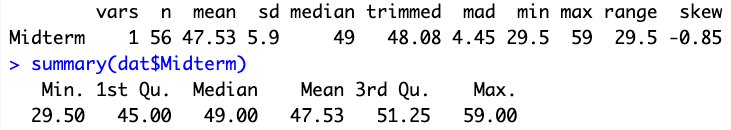 vars n mean sd median trimmed mad min max range skew
Midterm 1 56 47.53 5.9 49 48.08 4.45 29.5 59 29.5 -0.85
> summary(dat$Midterm)
Min. 1st Qu. Median Mean 3rd Qu. Max.
29.50 45.00 49.00 47.53 51.25 59.00